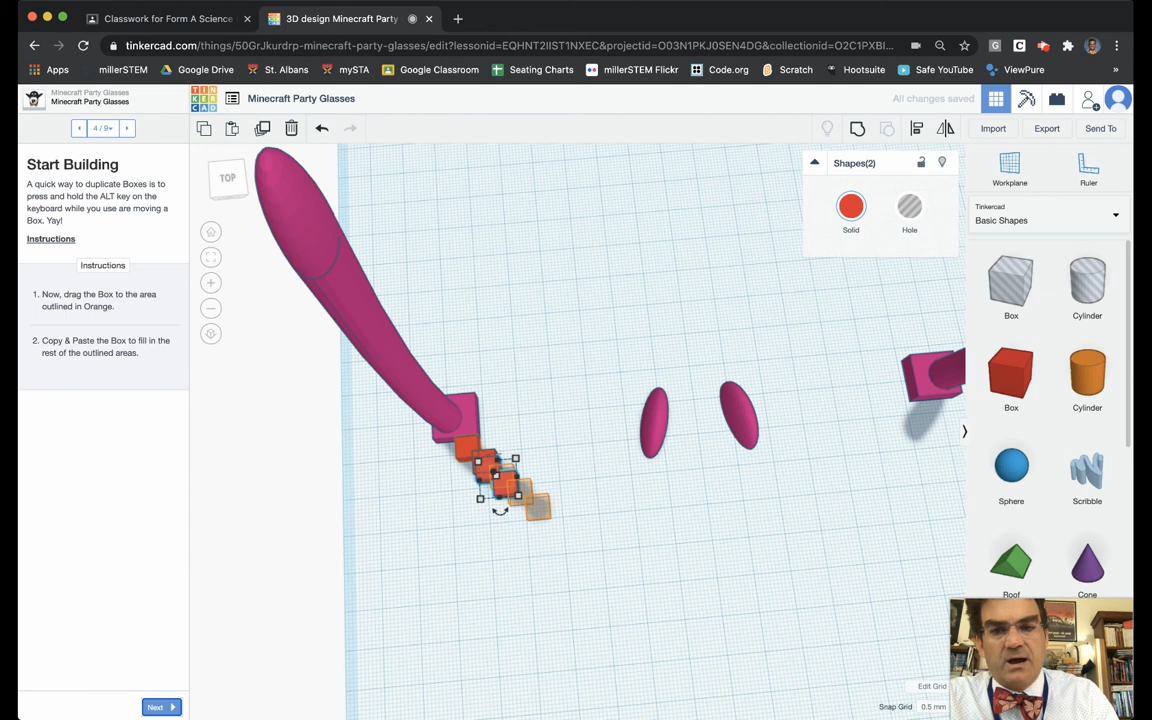 Classwork for Form A Science
3D design Minecraft Party
tinkercad.com/things/50GrJkurdrp-minecraft-party-glasses/edit?lessonid=EQHNT2IIST1NXEC&projectid=O03N1PKJ0SEN4DG&collectionid=O2C1PXBI...
Apps
millerSTEM
Google Drive
St. Albans
mySTA
Google Classroom
Seating Charts
millerSTEM Flickr
Code.org
Scratch
Hootsuite
Safe YouTube
ViewPure
»
Minecraft Party Glasses
Minecraft Party Glasses
TIN
KER
CAD
Minecraft Party Glasses
All changes saved
4/9
Import
Export
Send To
Start Building
A quick way to duplicate Boxes is to
press and hold the ALT key on the
keyboard while you use are moving a
Box. Yay!
Instructions
Instructions
1. Now, drag the Box to the area
outlined in Orange.
2. Copy & Paste the Box to fill in the
rest of the outlined areas.
Next
TOP
Shapes(2)
Solid
Hole
Workplane
Ruler
Tinkercad
Basic Shapes
Box
Cylinder
Box
Cylinder
Sphere
Scribble
Roof
Cone
Edit Grid
Snap Grid 0.5 mm